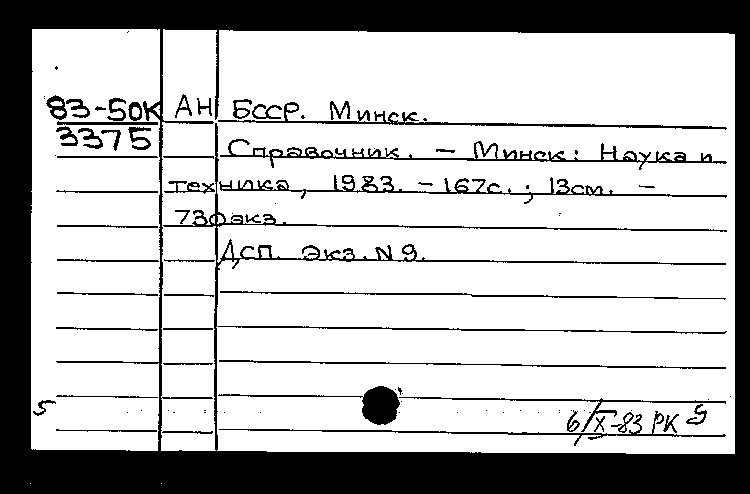 83-50К АН БССР. Минск.
3375 Справочник. – Минск: Наука и
техника, 1983. – 167с.; 13см. –
730экз.
ДСП. Экз. N 9.
5
6/X-83 РК 5